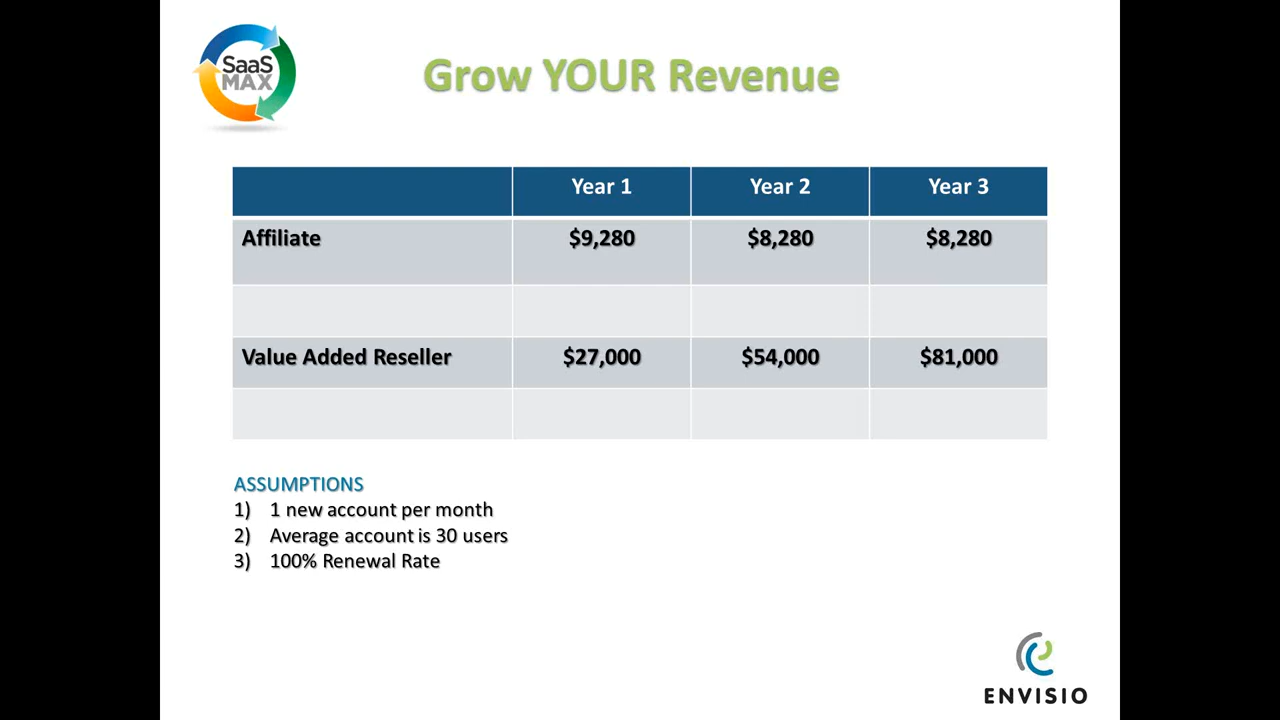 SaaS
MAX
Grow YOUR Revenue
Year 1 Year 2 Year 3
Affiliate $9,280 $8,280 $8,280
Value Added Reseller $27,000 $54,000 $81,000
ASSUMPTIONS
1) 1 new account per month
2) Average account is 30 users
3) 100% Renewal Rate
ENVISIO